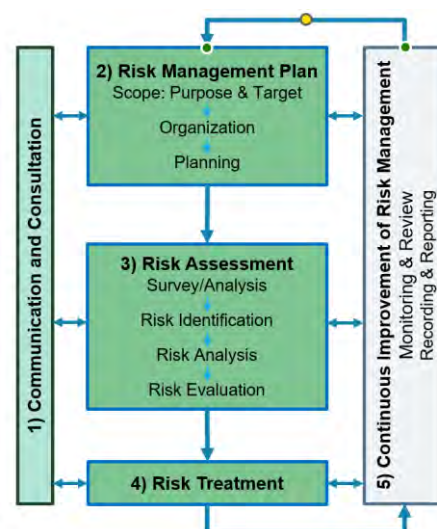 1) Communication and Consultation
2) Risk Management Plan
Scope: Purpose & Target
Organization
Planning
3) Risk Assessment
Survey/Analysis
Risk Identification
Risk Analysis
Risk Evaluation
4) Risk Treatment
5) Continuous Improvement of Risk Management
Monitoring & Review
Recording & Reporting